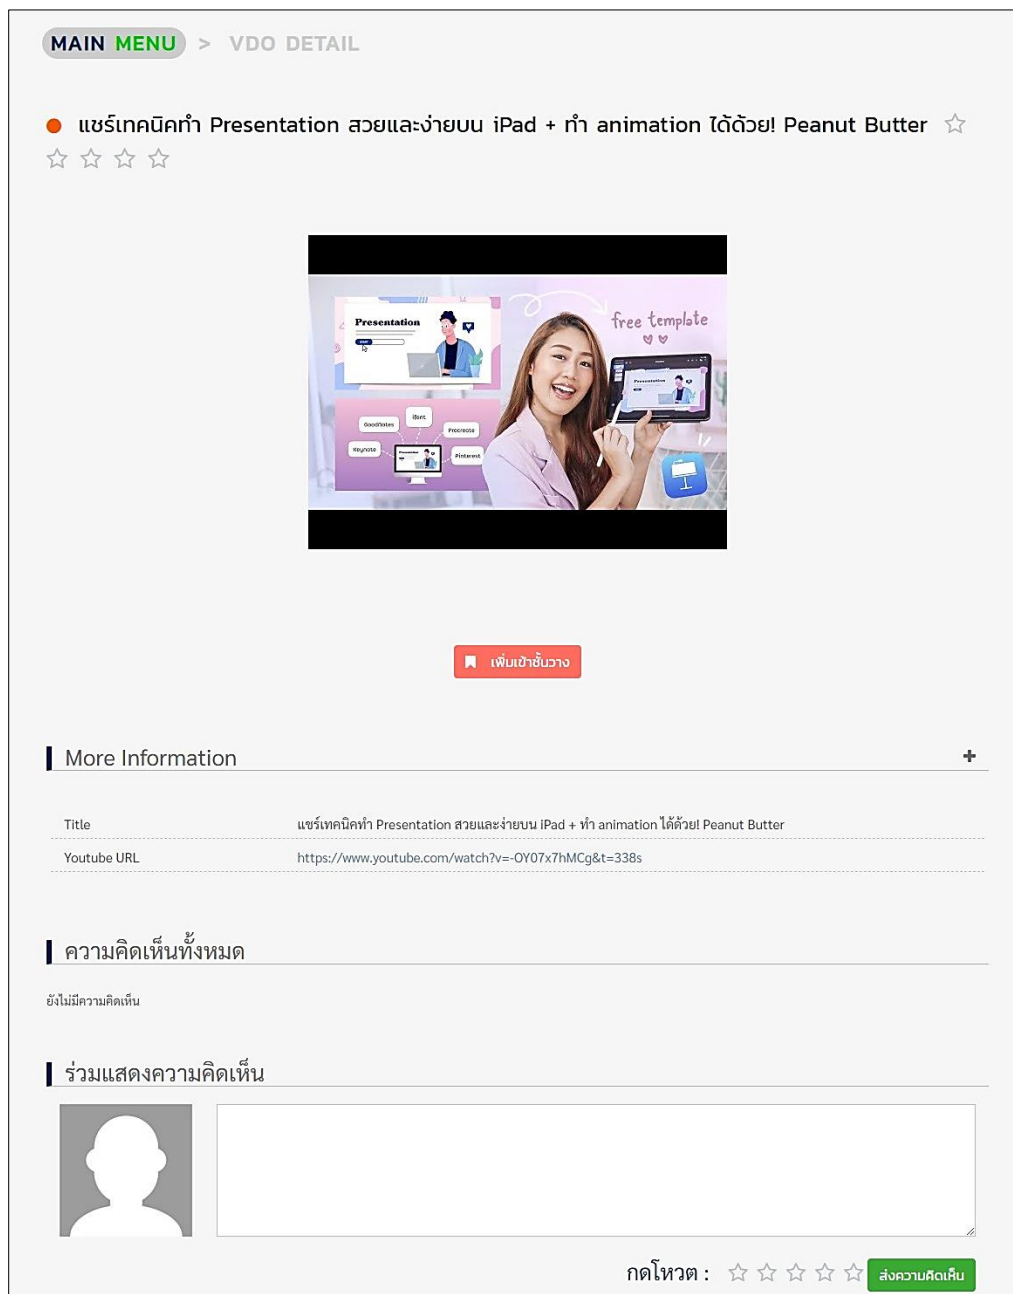 MAIN MENU > VDO DETAIL
แชร์เทคนิคทำ Presentation สวยและง่ายบน iPad + ทำ animation ได้ด้วย! Peanut Butter
Presentation
free template
GoodNotes
ifont
Procreate
Keynote
Pinterest
เพิ่มเข้าชั้นวาง
More Information
Title แชร์เทคนิคทำ Presentation สวยและง่ายบน iPad + ทำ animation ได้ด้วย! Peanut Butter
Youtube URL https://www.youtube.com/watch?v=-OY07x7hMCg&t=338s
ความคิดเห็นทั้งหมด
ยังไม่มีความคิดเห็น
ร่วมแสดงความคิดเห็น
กดโหวต : ส่งความคิดเห็น